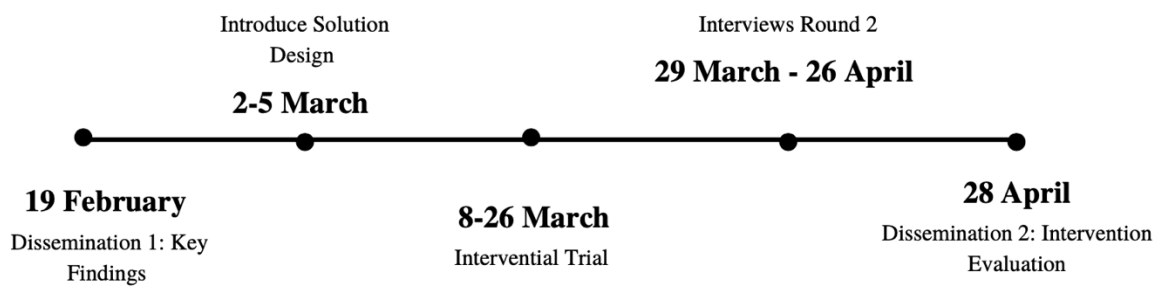 Introduce Solution
Design
2-5 March
Interviews Round 2
29 March - 26 April
19 February
Dissemination 1: Key
Findings
8-26 March
Intervential Trial
28 April
Dissemination 2: Intervention
Evaluation